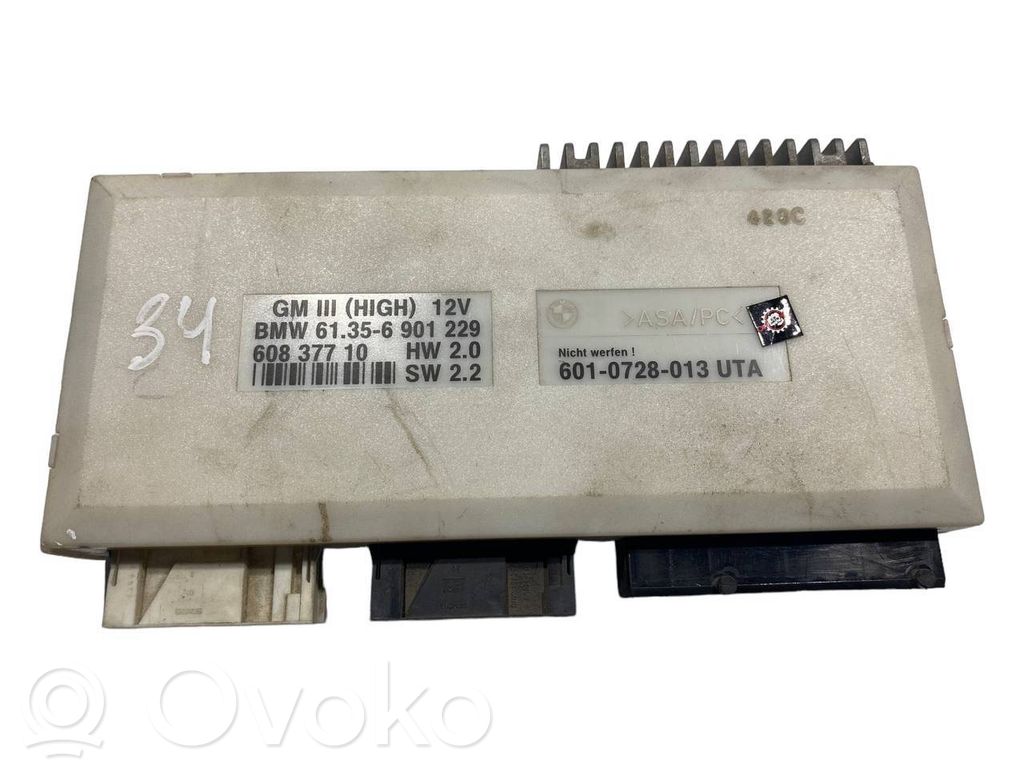 34
GM III (HIGH) 12V
BMW 61.35-6 901 229
608 377 10 HW 2.0
SW 2.2
>ASA/PC<
Nicht werfen !
601-0728-013 UTA
Ovoko